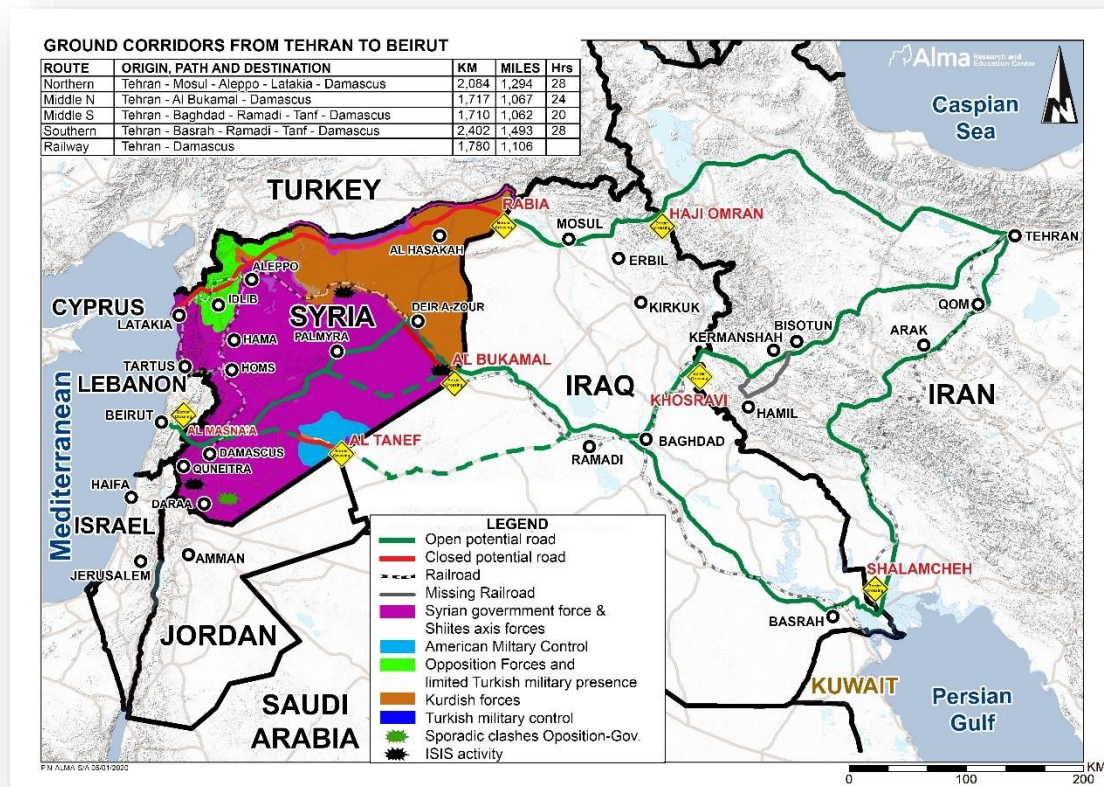 GROUND CORRIDORS FROM TEHRAN TO BEIRUT
ROUTE ORIGIN, PATH AND DESTINATION KM MILES Hrs
Northern Tehran - Mosul - Aleppo - Latakia - Damascus 2,084 1,294 28
Middle N Tehran - Al Bukamal - Damascus 1,717 1,067 24
Middle S Tehran - Baghdad - Ramadi - Tanf - Damascus 1,710 1,062 20
Southern Tehran - Basrah - Ramadi - Tanf - Damascus 2,402 1,493 28
Railway Tehran - Damascus 1,780 1,106
Alma Research and
Education Center
N
Caspian
Sea
TURKEY
RABIA
MOSUL
HAJI OMRAN
TEHRAN
AL HASAKAH
ERBIL
ALEPPO
CYPRUS
IDLIB
LATAKIA
SYRIA
DEIR A-ZOUR
KIRKUK
QOM
HAMA
PALMYRA
KERMANSHAH
BISOTUN
ARAK
TARTUS
HOMS
AL BUKAMAL
LEBANON
IRAQ
IRAN
KHOSRAVI
HAMIL
BEIRUT
AL MASNA'A
AL TANEF
BAGHDAD
RAMADI
DAMASCUS
QUNEITRA
HAIFA
DARAA
Mediterranean
ISRAEL
AMMAN
JERUSALEM
JORDAN
SHALAMCHEH
BASRAH
KUWAIT
Persian
Gulf
SAUDI
ARABIA
LEGEND
Open potential road
Closed potential road
Railroad
Missing Railroad
Syrian govermment force &
Shiites axis forces
American Miltary Control
Opposition Forces and
limited Turkish military presence
Kurdish forces
Turkish military control
Sporadic clashes Oposition-Gov.
ISIS activity
P.N ALMA S/A 05/01/2020
KM
0 100 200